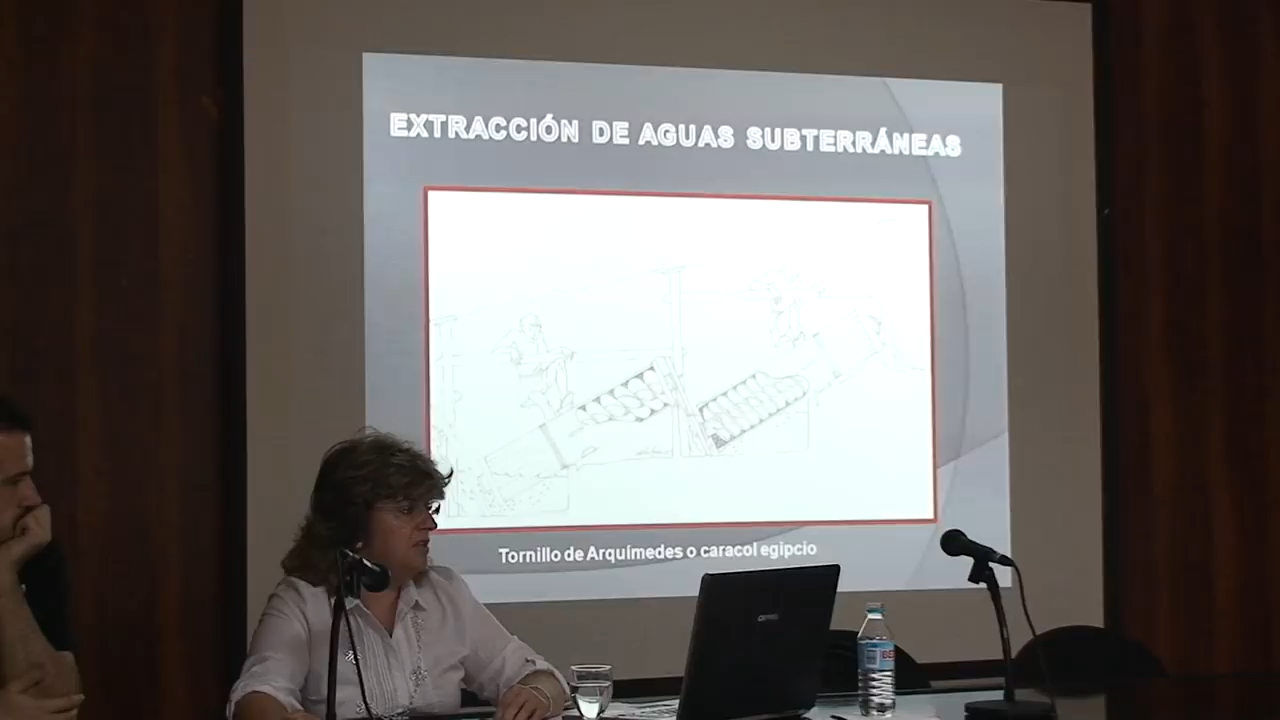 EXTRACCIÓN DE AGUAS SUBTERRÁNEAS
Tornillo de Arquímedes o caracol egipcio